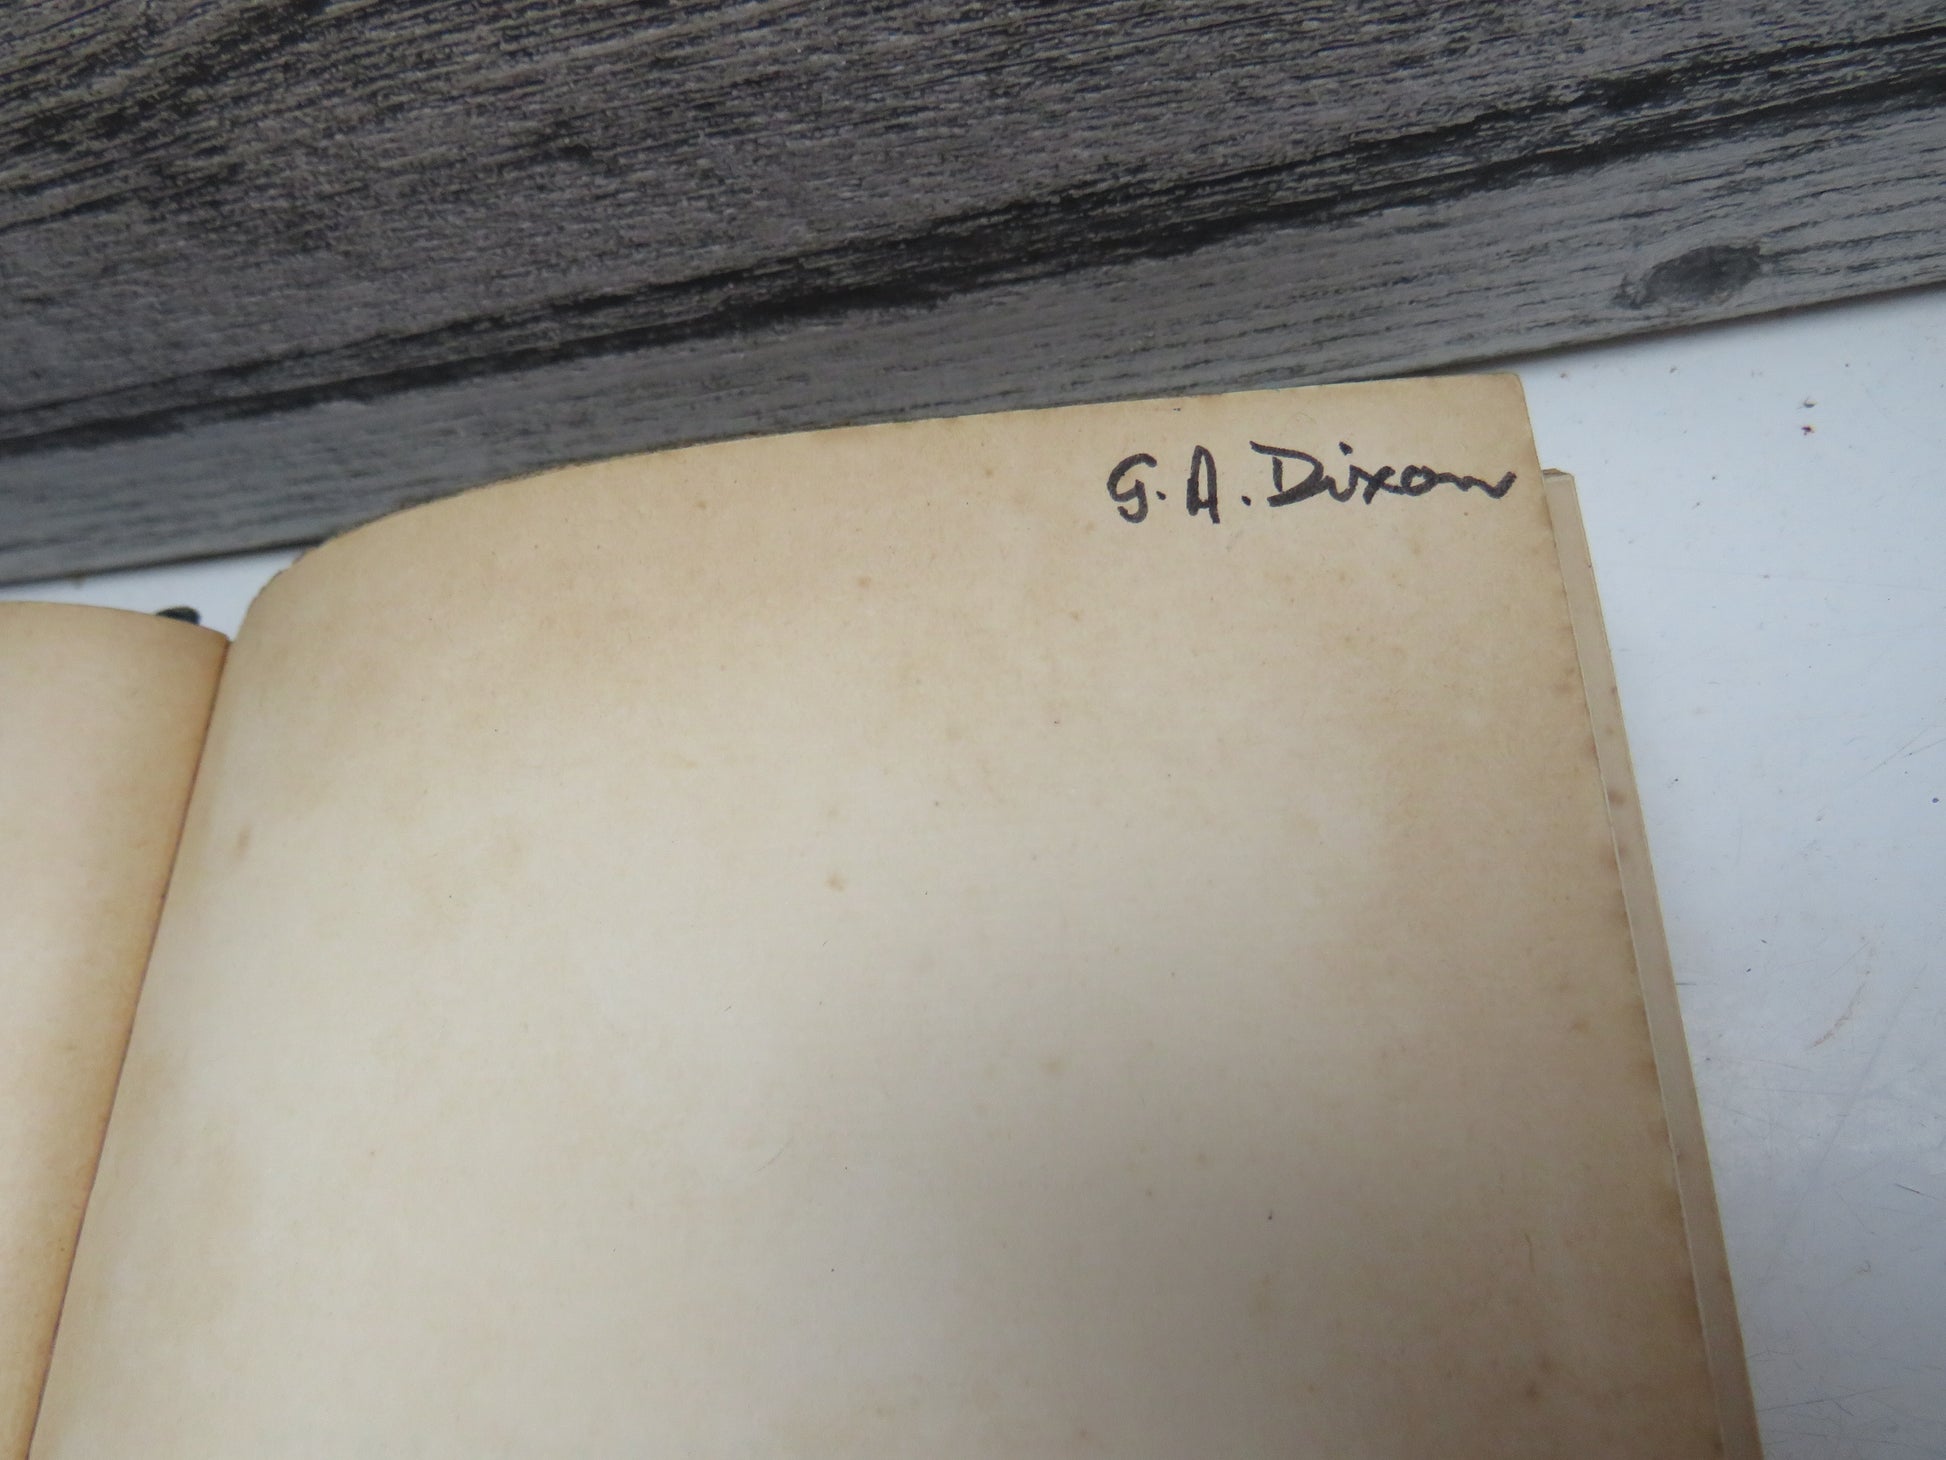 G. A. Dixon